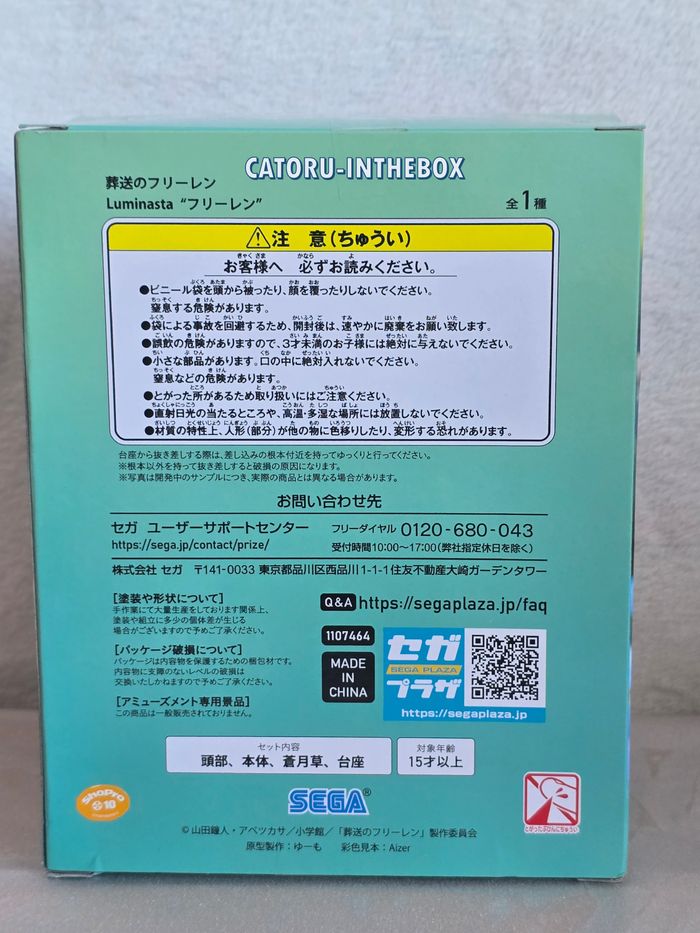 CATORU-INTHEBOX
葬送のフリーレン
Luminasta “フリーレン”
全1種
⚠注 意(ちゅうい)
お客様へ 必ずお読みください。
●ビニール袋を頭から被ったり、顔を覆ったりしないでください。
窒息する危険があります。
●袋による事故を回避するため、開封後は、速やかに廃棄をお願い致します。
●誤飲の危険がありますので、3才未満のお子様には絶対に与えないでください。
●小さな部品があります。口の中に絶対入れないでください。
窒息などの危険があります。
●とがった所があるため取り扱いにはご注意ください。
●直射日光の当たるところや、高温・多湿な場所には放置しないでください。
●材質の特性上、人形(部分)が他の物に色移りしたり、変形する恐れがあります。
台座から抜き差しする際は、差し込みの根本付近を持ってゆっくりと行ってください。
※根本以外を持って抜き差しすると破損の原因になります。
※写真は開発中のサンプルにつき、実際の商品とは異なる場合があります。
お問い合わせ先
セガ ユーザーサポートセンター
https://sega.jp/contact/prize/
フリーダイヤル 0120-680-043
受付時間10:00~17:00(弊社指定休日を除く)
株式会社 セガ 〒141-0033 東京都品川区西品川1-1-1住友不動産大崎ガーデンタワー
[塗装や形状について]
手作業にて大量生産をしております関係上、
塗装や組立に多少の個体差が生じる
場合がございますので予めご了承ください。
[パッケージ破損について]
パッケージは内容物を保護するための梱包材です。
内容物に支障のないレベルの破損は
交換いたしかねますので予めご了承ください。
[アミューズメント専用景品]
この商品は一般販売されておりません。
Q&A https://segaplaza.jp/faq
1107464
MADE IN
CHINA
セガ
SEGA PLAZA
プラザ
https://segaplaza.jp
セット内容
頭部、本体、蒼月草、台座
対象年齢
15才以上
ShoPro
10
SEGA®
とがったぶひんにちゅうい
©山田鐘人・アベツカサ/小学館/「葬送のフリーレン」製作委員会
原型製作:ゆーも 彩色見本:Aizer